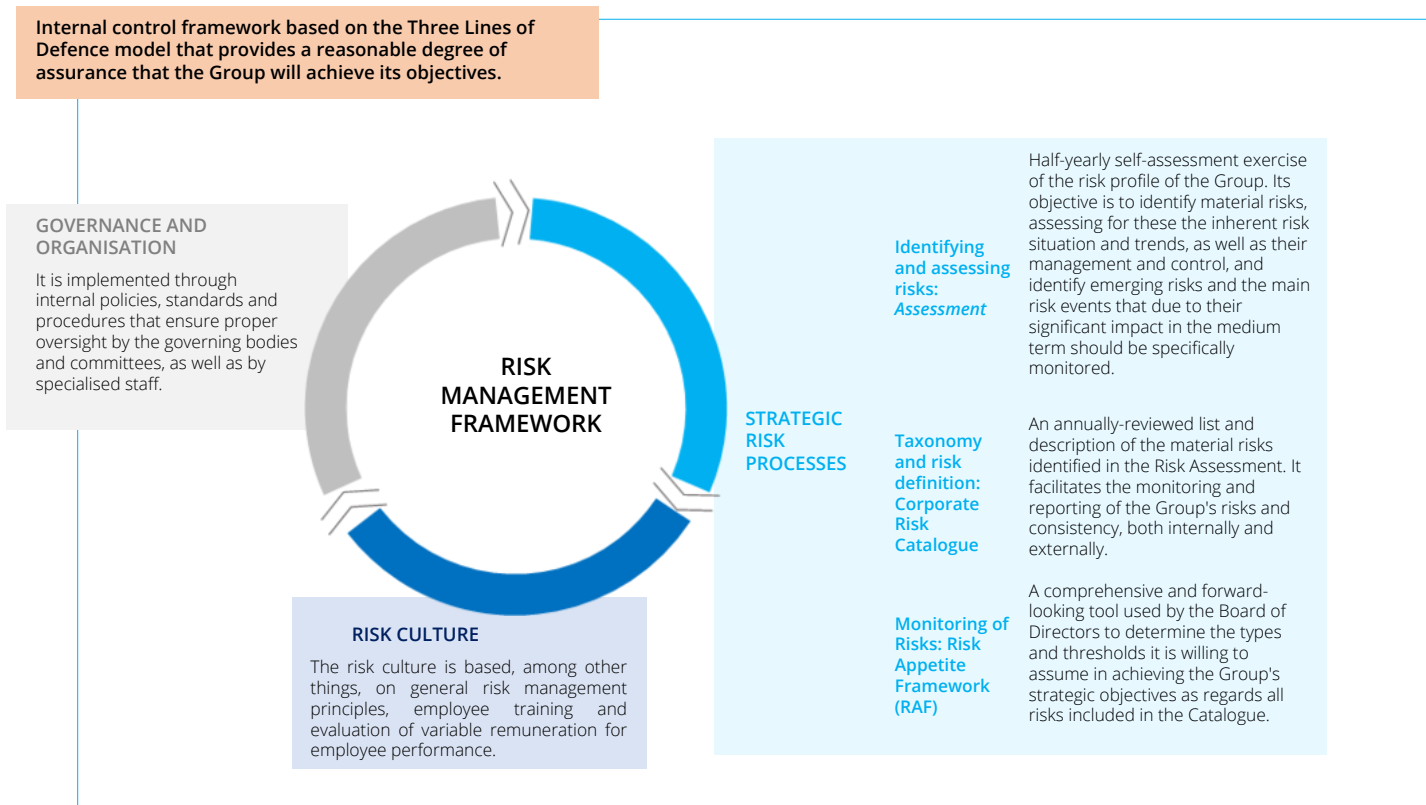 Internal control framework based on the Three Lines of
Defence model that provides a reasonable degree of
assurance that the Group will achieve its objectives.
GOVERNANCE AND
ORGANISATION
It is implemented through
internal policies, standards and
procedures that ensure proper
oversight by the governing bodies
and committees, as well as by
specialised staff.
RISK
MANAGEMENT
FRAMEWORK
RISK CULTURE
The risk culture is based, among other
things, on general risk management
principles, employee training and
evaluation of variable remuneration for
employee performance.
STRATEGIC
RISK
PROCESSES
Identifying
and assessing
risks:
Assessment
Half-yearly self-assessment exercise
of the risk profile of the Group. Its
objective is to identify material risks,
assessing for these the inherent risk
situation and trends, as well as their
management and control, and
identify emerging risks and the main
risk events that due to their
significant impact in the medium
term should be specifically
monitored.
Taxonomy
and risk
definition:
Corporate
Risk
Catalogue
An annually-reviewed list and
description of the material risks
identified in the Risk Assessment. It
facilitates the monitoring and
reporting of the Group's risks and
consistency, both internally and
externally.
Monitoring of
Risks: Risk
Appetite
Framework
(RAF)
A comprehensive and forward-
looking tool used by the Board of
Directors to determine the types
and thresholds it is willing to
assume in achieving the Group's
strategic objectives as regards all
risks included in the Catalogue.